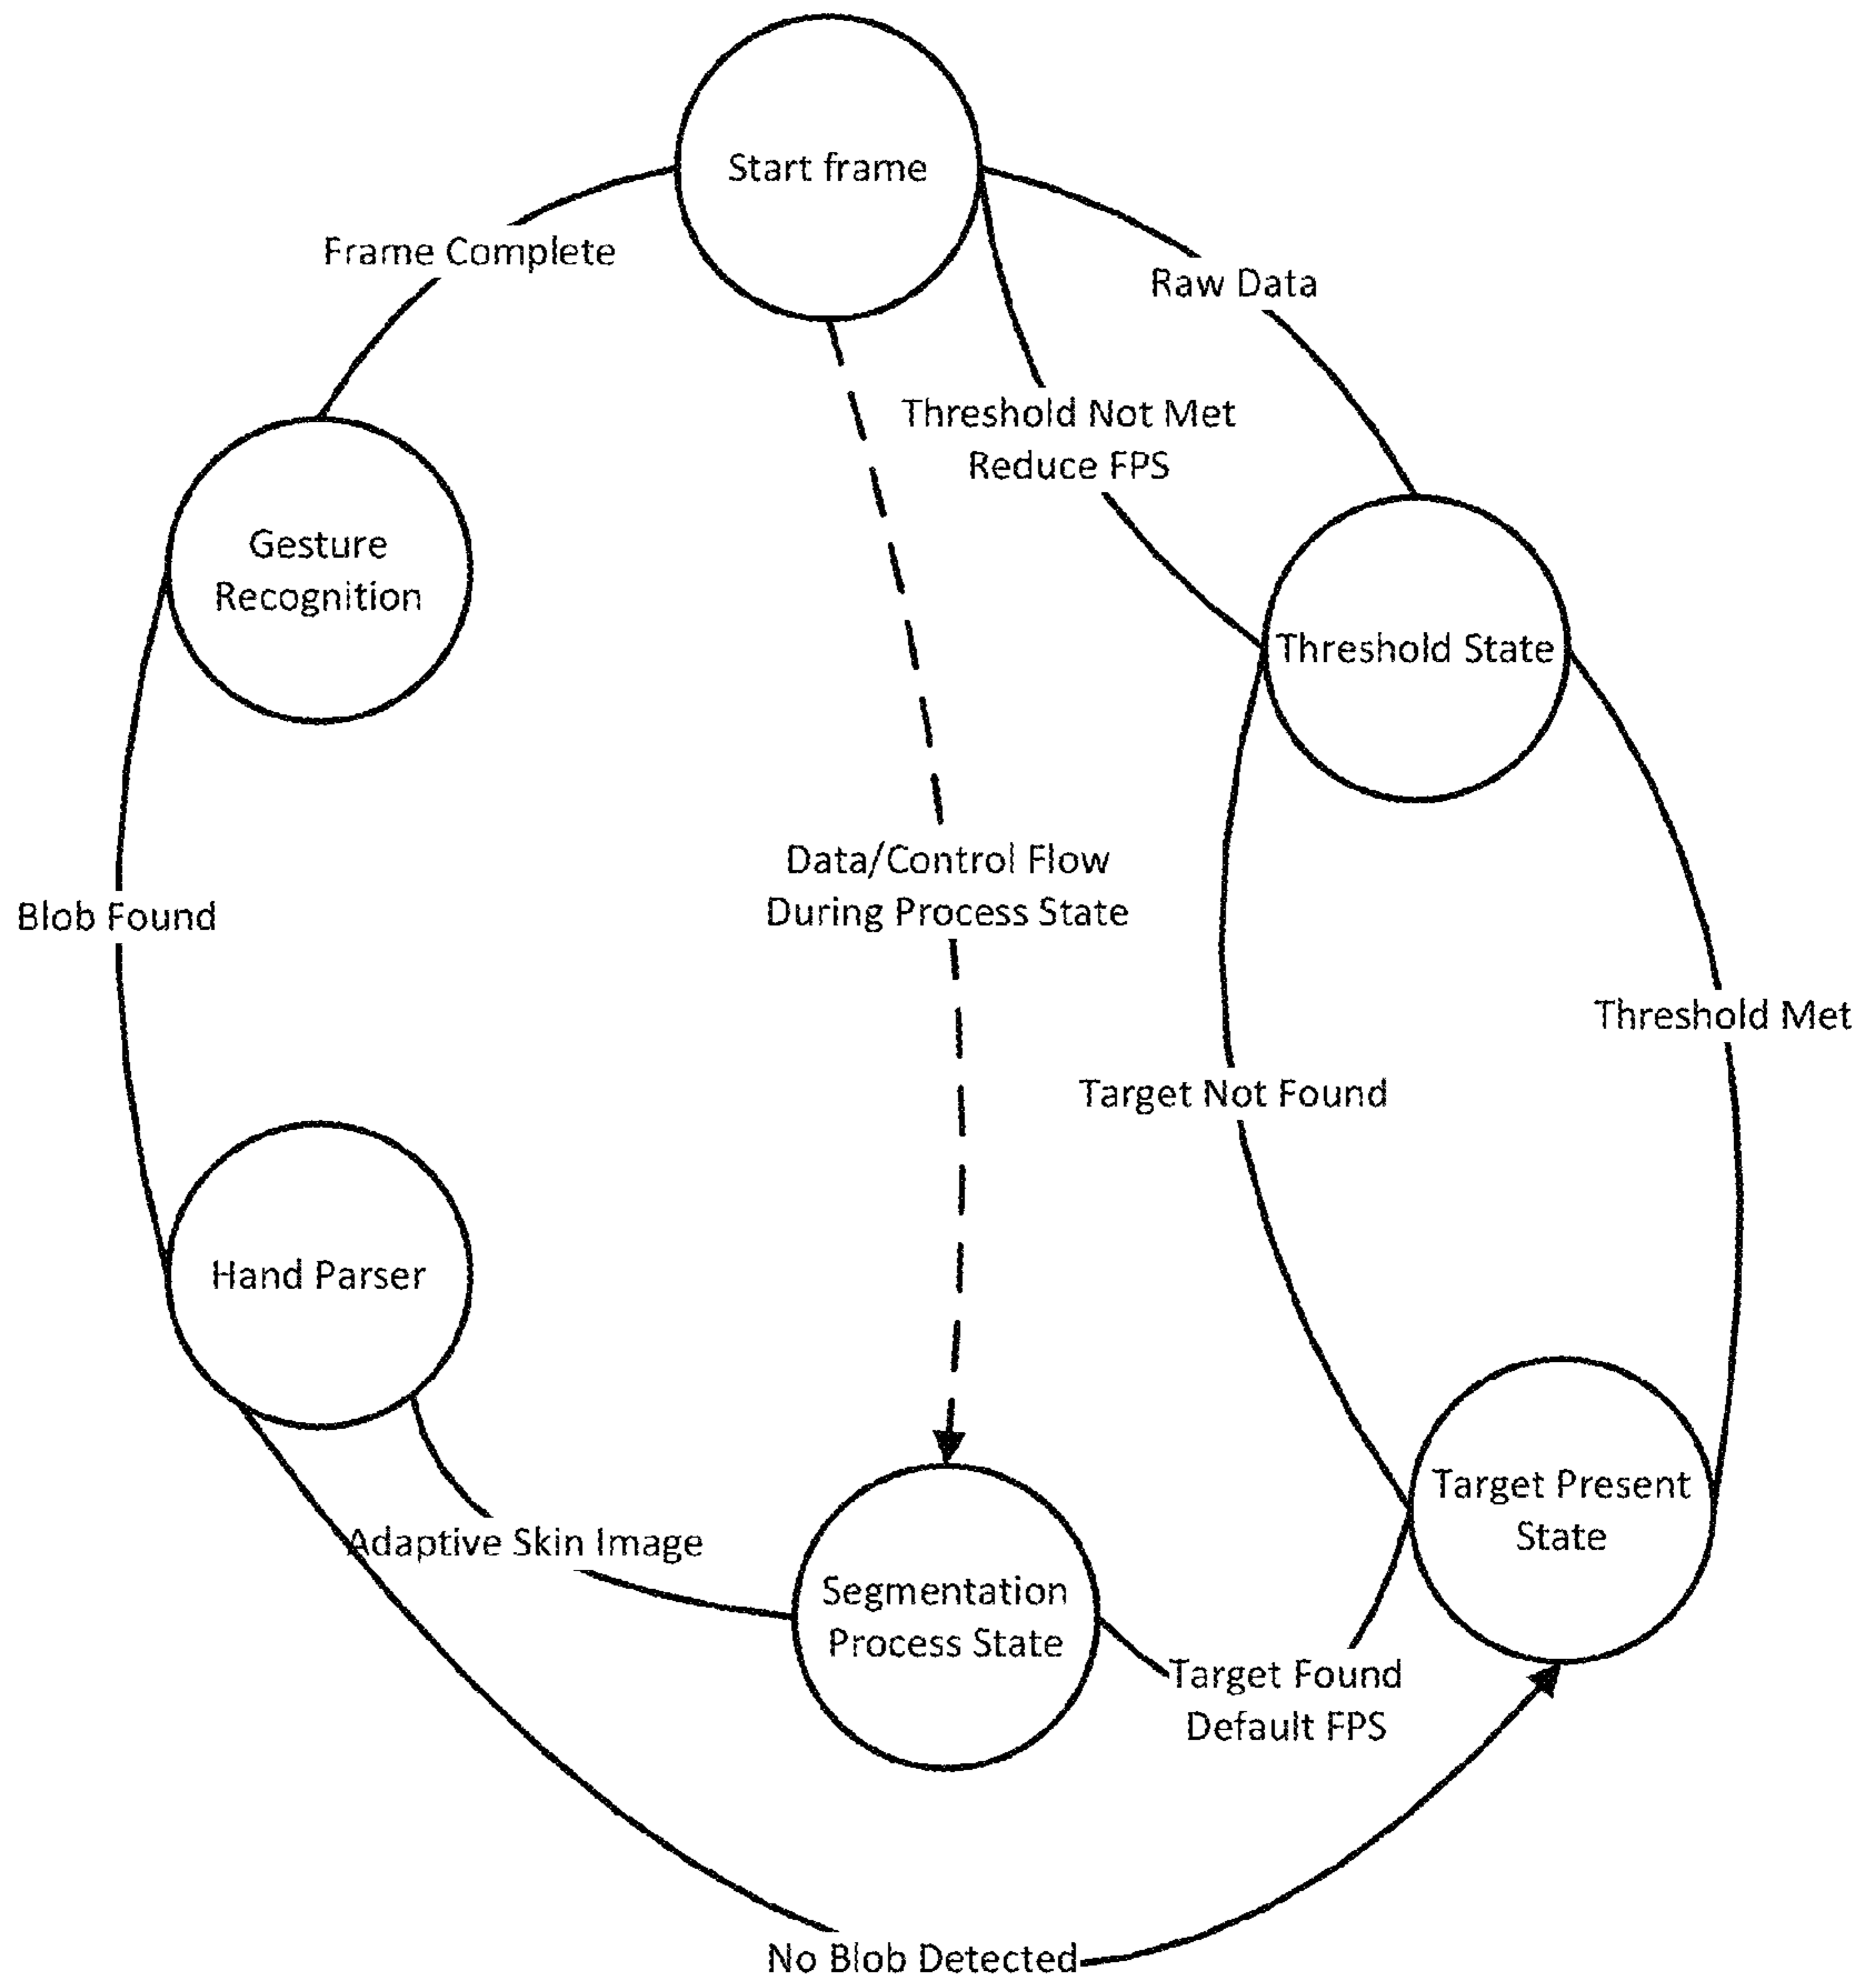 Start frame
Frame Complete
Raw Data
Threshold Not Met
Reduce FPS
Gesture
Recognition
Threshold State
Data/Control Flow
During Process State
Blob Found
Threshold Met
Target Not Found
Hand Parser
Target Present
State
Adaptive Skin Image
Segmentation
Process State
Target Found
Default FPS
No Blob Detected